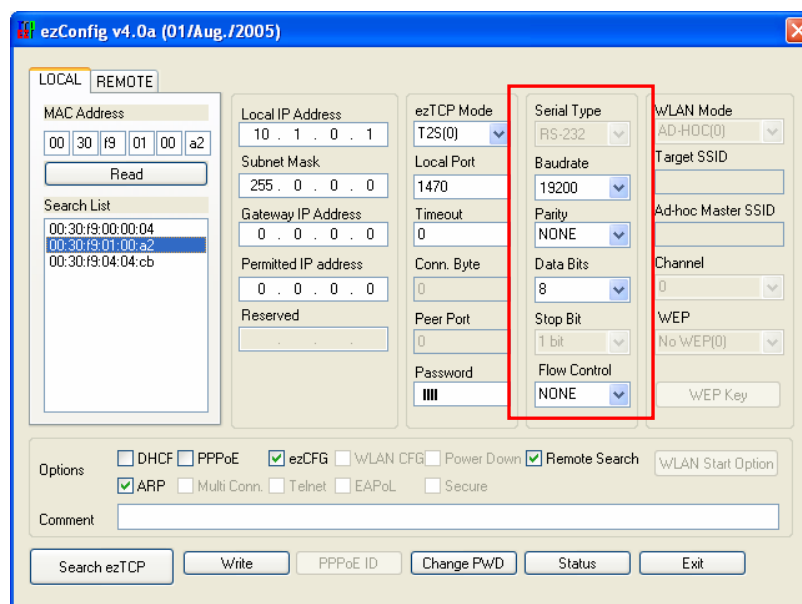 ezConfig v4.0a (01/Aug./2005)
LOCAL REMOTE
MAC Address
00 30 f9 01 00 a2
Read
Search List
00:30:f9:00:00:04
00:30:f9:01:00:a2
00:30:f9:04:04:cb
Local IP Address
10 . 1 . 0 . 1
Subnet Mask
255 . 0 . 0 . 0
Gateway IP Address
0 . 0 . 0 . 0
Permitted IP address
0 . 0 . 0 . 0
Reserved
. . .
ezTCP Mode
T2S(0)
Local Port
1470
Timeout
0
Conn. Byte
0
Peer Port
0
Password
Serial Type
RS-232
Baudrate
19200
Parity
NONE
Data Bits
8
Stop Bit
1 bit
Flow Control
NONE
WLAN Mode
AD-HOC(0)
Target SSID
Ad-hoc Master SSID
Channel
0
WEP
No WEP(0)
WEP Key
Options
DHCF PPPoE ezCFG WLAN CFG Power Down Remote Search
WLAN Start Option
ARP Multi Conn. Telnet EAPoL Secure
Comment
Search ezTCP Write PPPoE ID Change PWD Status Exit